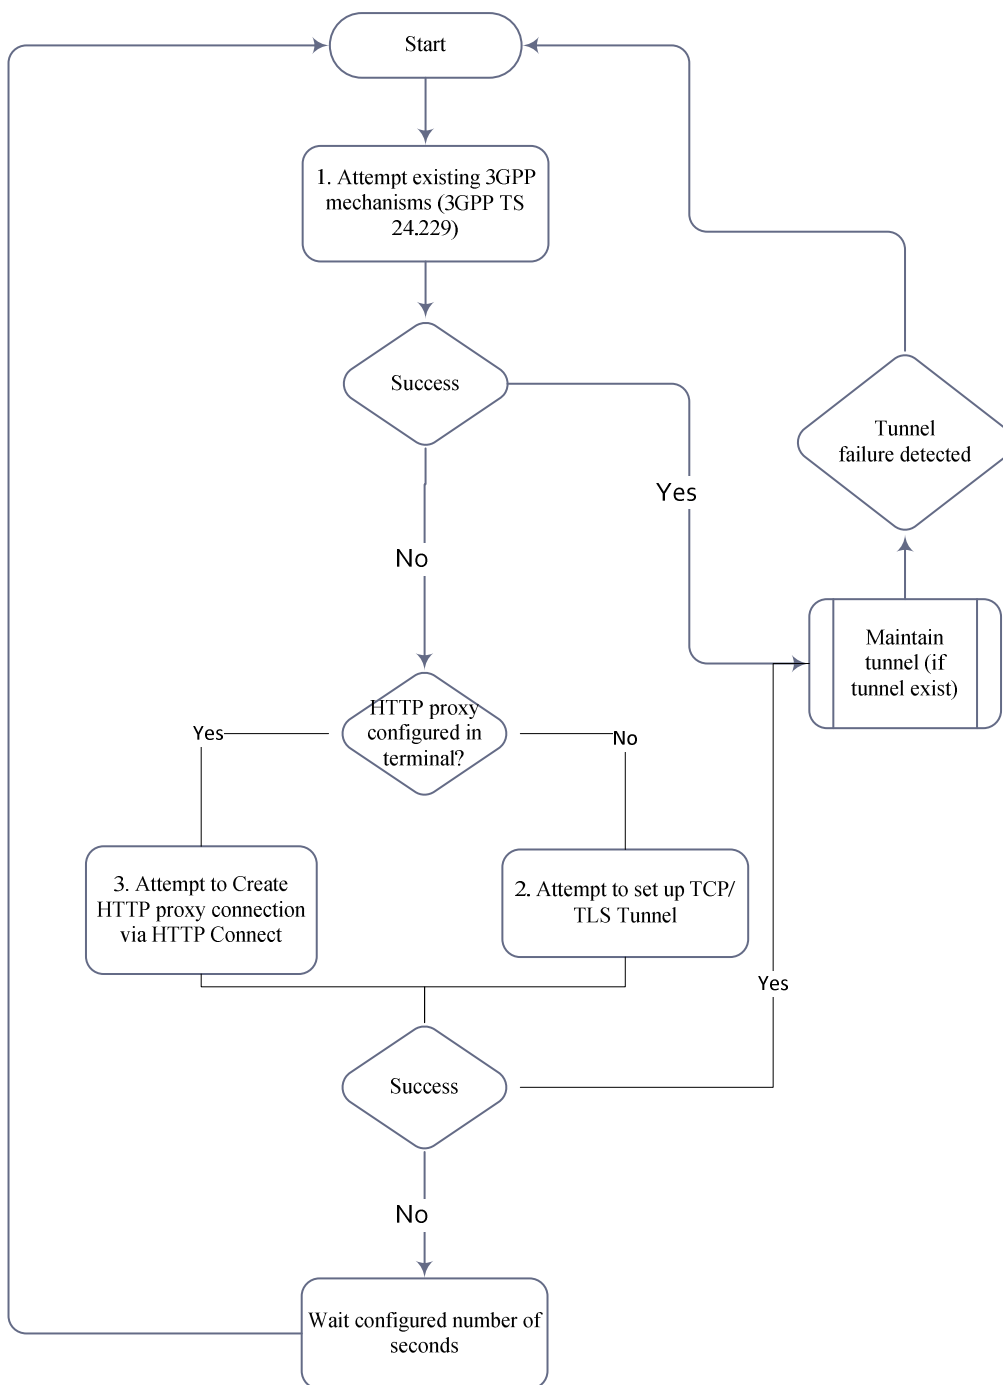 Start
1. Attempt existing 3GPP
mechanisms (3GPP TS
24.229)
Success
Tunnel
failure detected
Yes
No
Maintain
tunnel (if
tunnel exist)
HTTP proxy
configured in
terminal?
Yes
No
3. Attempt to Create
HTTP proxy connection
via HTTP Connect
2. Attempt to set up TCP/
TLS Tunnel
Yes
Success
No
Wait configured number of
seconds